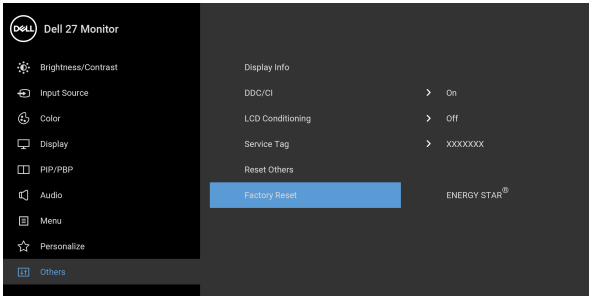 DELL Dell 27 Monitor
Brightness/Contrast Display Info
Input Source DDC/CI On
Color LCD Conditioning Off
Display Service Tag XXXXXXX
PIP/PBP Reset Others
Audio Factory Reset ENERGY STAR®
Menu
Personalize
Others